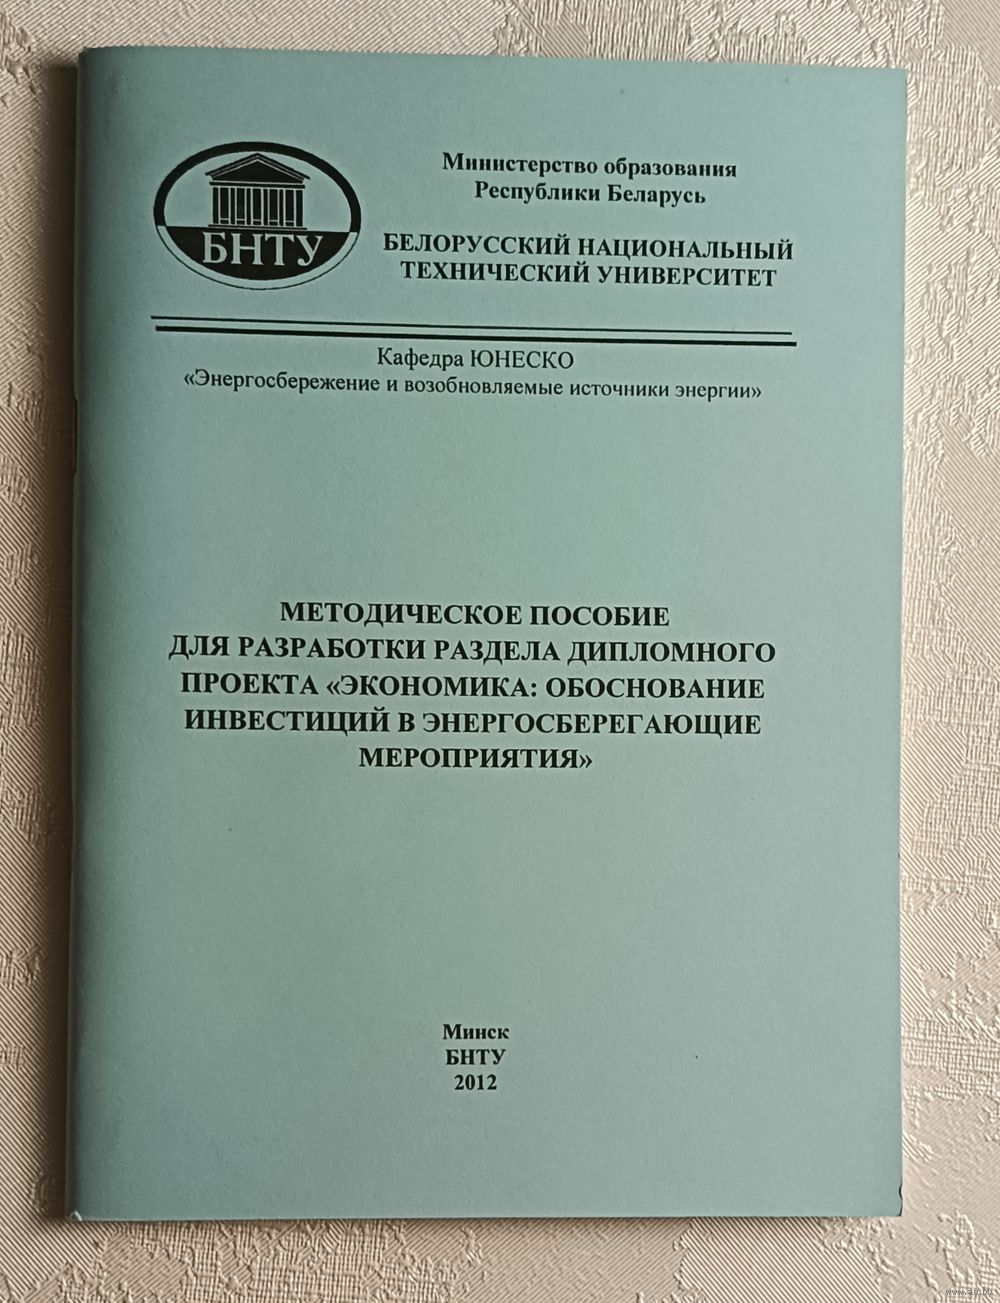 БНТУ
Министерство образования
Республики Беларусь
БЕЛОРУССКИЙ НАЦИОНАЛЬНЫЙ
ТЕХНИЧЕСКИЙ УНИВЕРСИТЕТ
Кафедра ЮНЕСКО
«Энергосбережение и возобновляемые источники энергии»
МЕТОДИЧЕСКОЕ ПОСОБИЕ
ДЛЯ РАЗРАБОТКИ РАЗДЕЛА ДИПЛОМНОГО
ПРОЕКТА «ЭКОНОМИКА: ОБОСНОВАНИЕ
ИНВЕСТИЦИЙ В ЭНЕРГОСБЕРЕГАЮЩИЕ
МЕРОПРИЯТИЯ»
Минск
БНТУ
2012